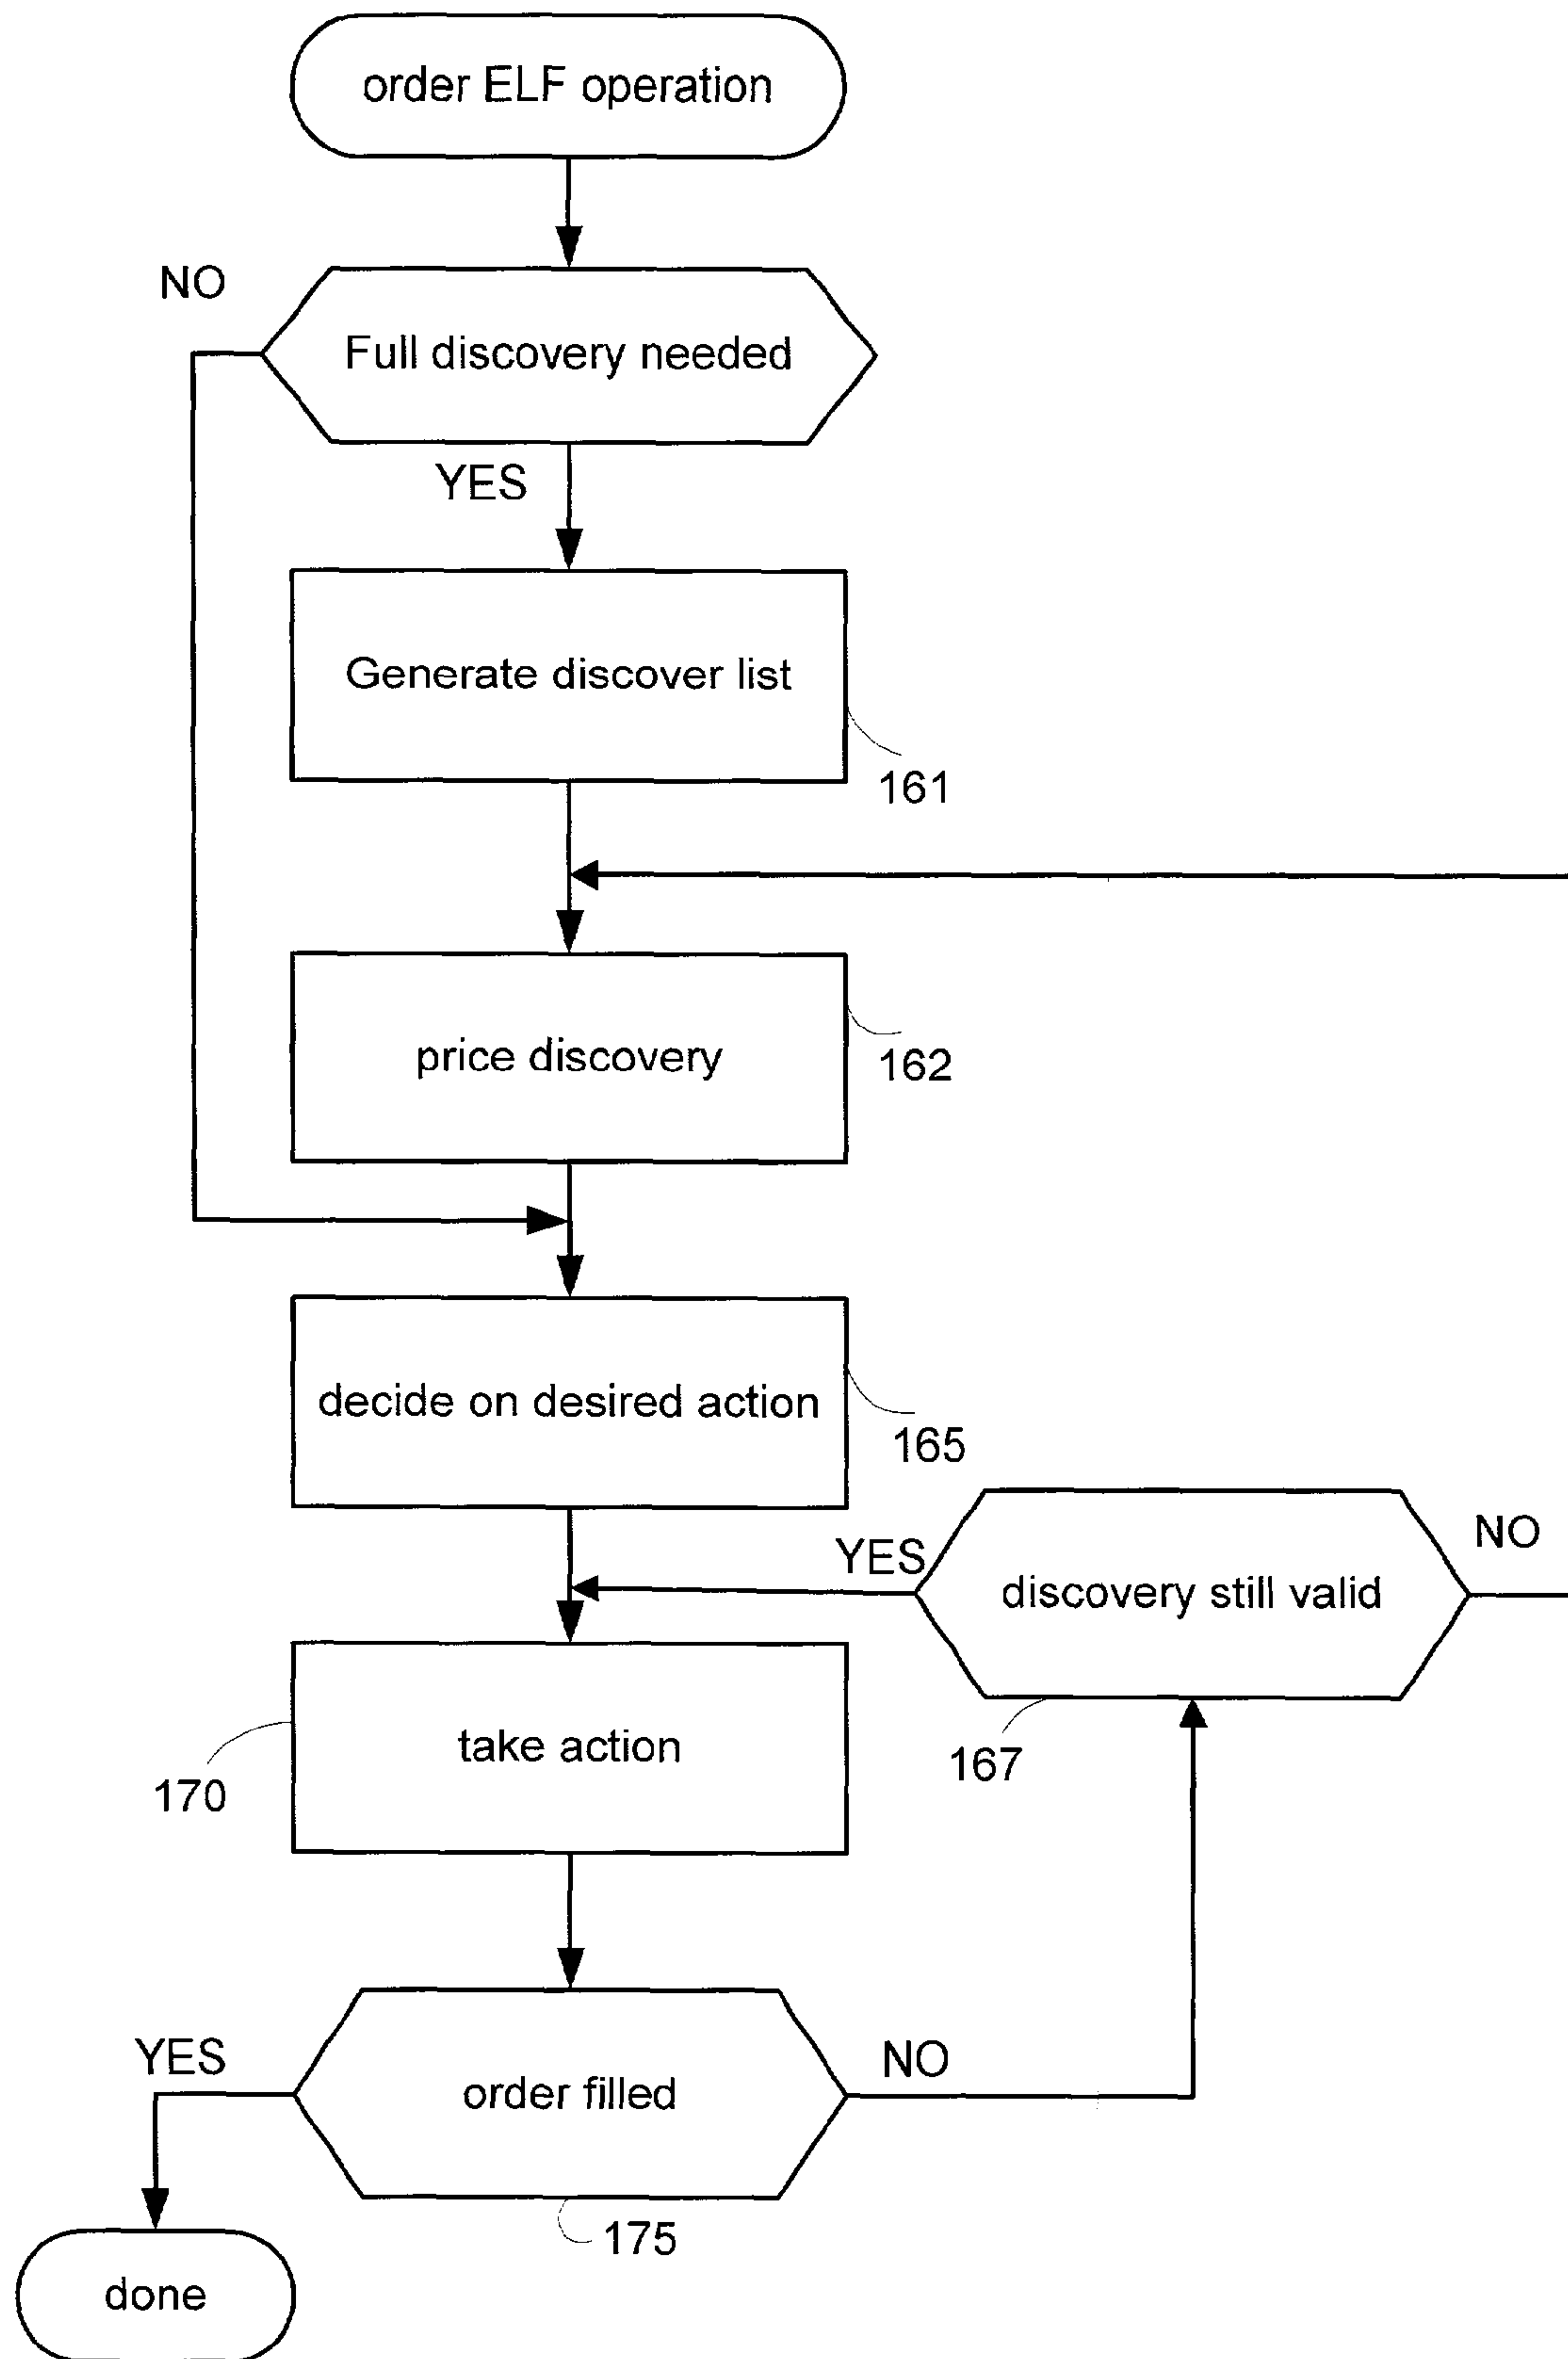 order ELF operation
NO
Full discovery needed
YES
Generate discover list
161
price discovery
162
decide on desired action
165
YES
discovery still valid
NO
take action
170
167
order filled
YES
NO
175
done